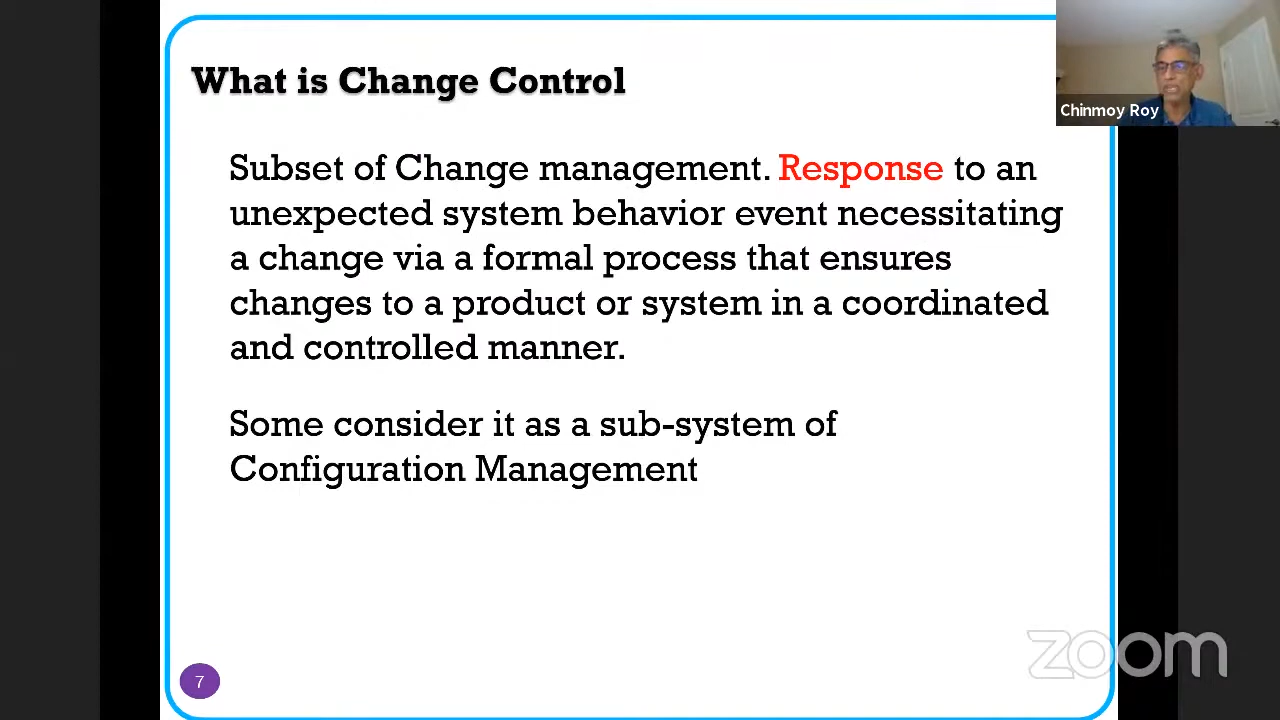 What is Change Control
Chinmoy Roy
Subset of Change management. Response to an
unexpected system behavior event necessitating
a change via a formal process that ensures
changes to a product or system in a coordinated
and controlled manner.
Some consider it as a sub-system of
Configuration Management
zoom
7